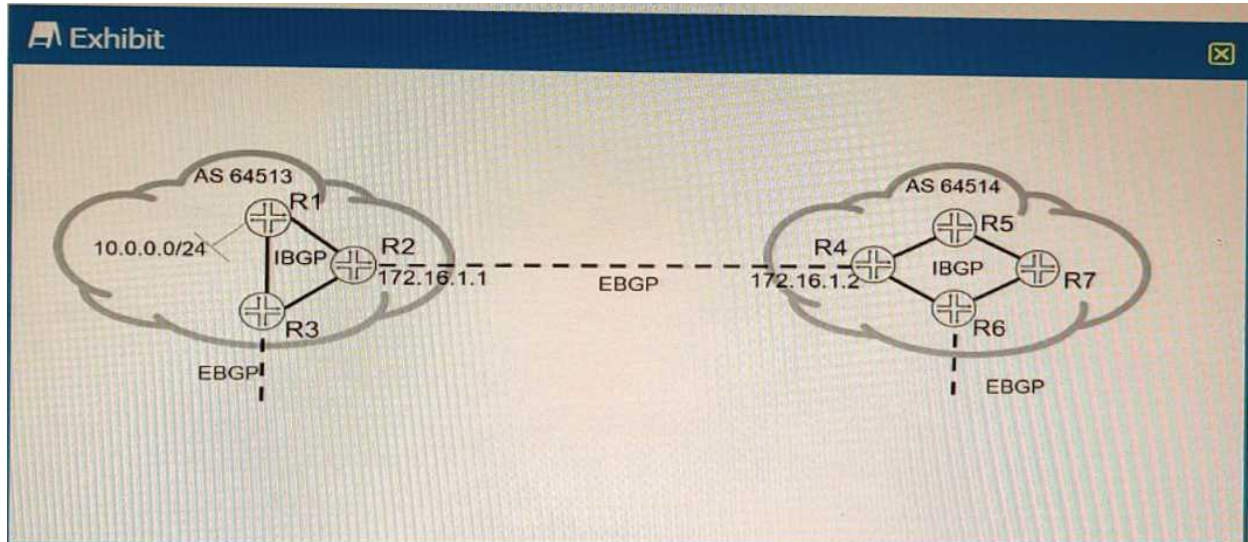 Exhibit
AS 64513
R1
10.0.0.0/24
IBGP
R2
172.16.1.1
R3
EBGP
EBGP
AS 64514
R5
R4
172.16.1.2
IBGP
R7
R6
EBGP